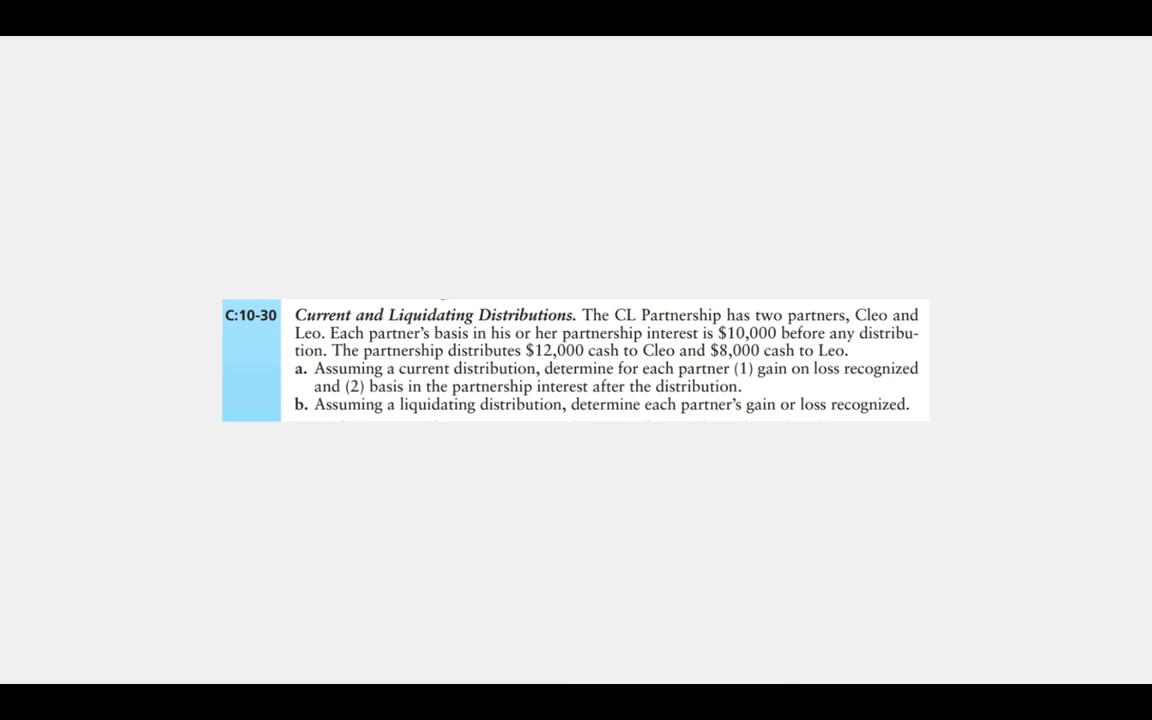 C:10-30 Current and Liquidating Distributions. The CL Partnership has two partners, Cleo and
Leo. Each partner's basis in his or her partnership interest is $10,000 before any distribu-
tion. The partnership distributes $12,000 cash to Cleo and $8,000 cash to Leo.
a. Assuming a current distribution, determine for each partner (1) gain on loss recognized
and (2) basis in the partnership interest after the distribution.
b. Assuming a liquidating distribution, determine each partner's gain or loss recognized.